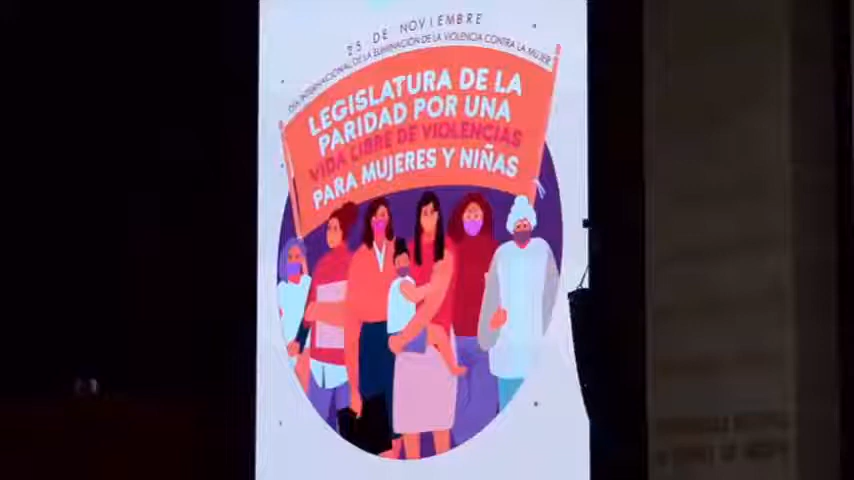 25 DE NOVIEMBRE
DÍA INTERNACIONAL DE LA ELIMINACIÓN DE LA VIOLENCIA CONTRA LA MUJER
LEGISLATURA DE LA
PARIDAD POR UNA
VIDA LIBRE DE VIOLENCIAS
PARA MUJERES Y NIÑAS